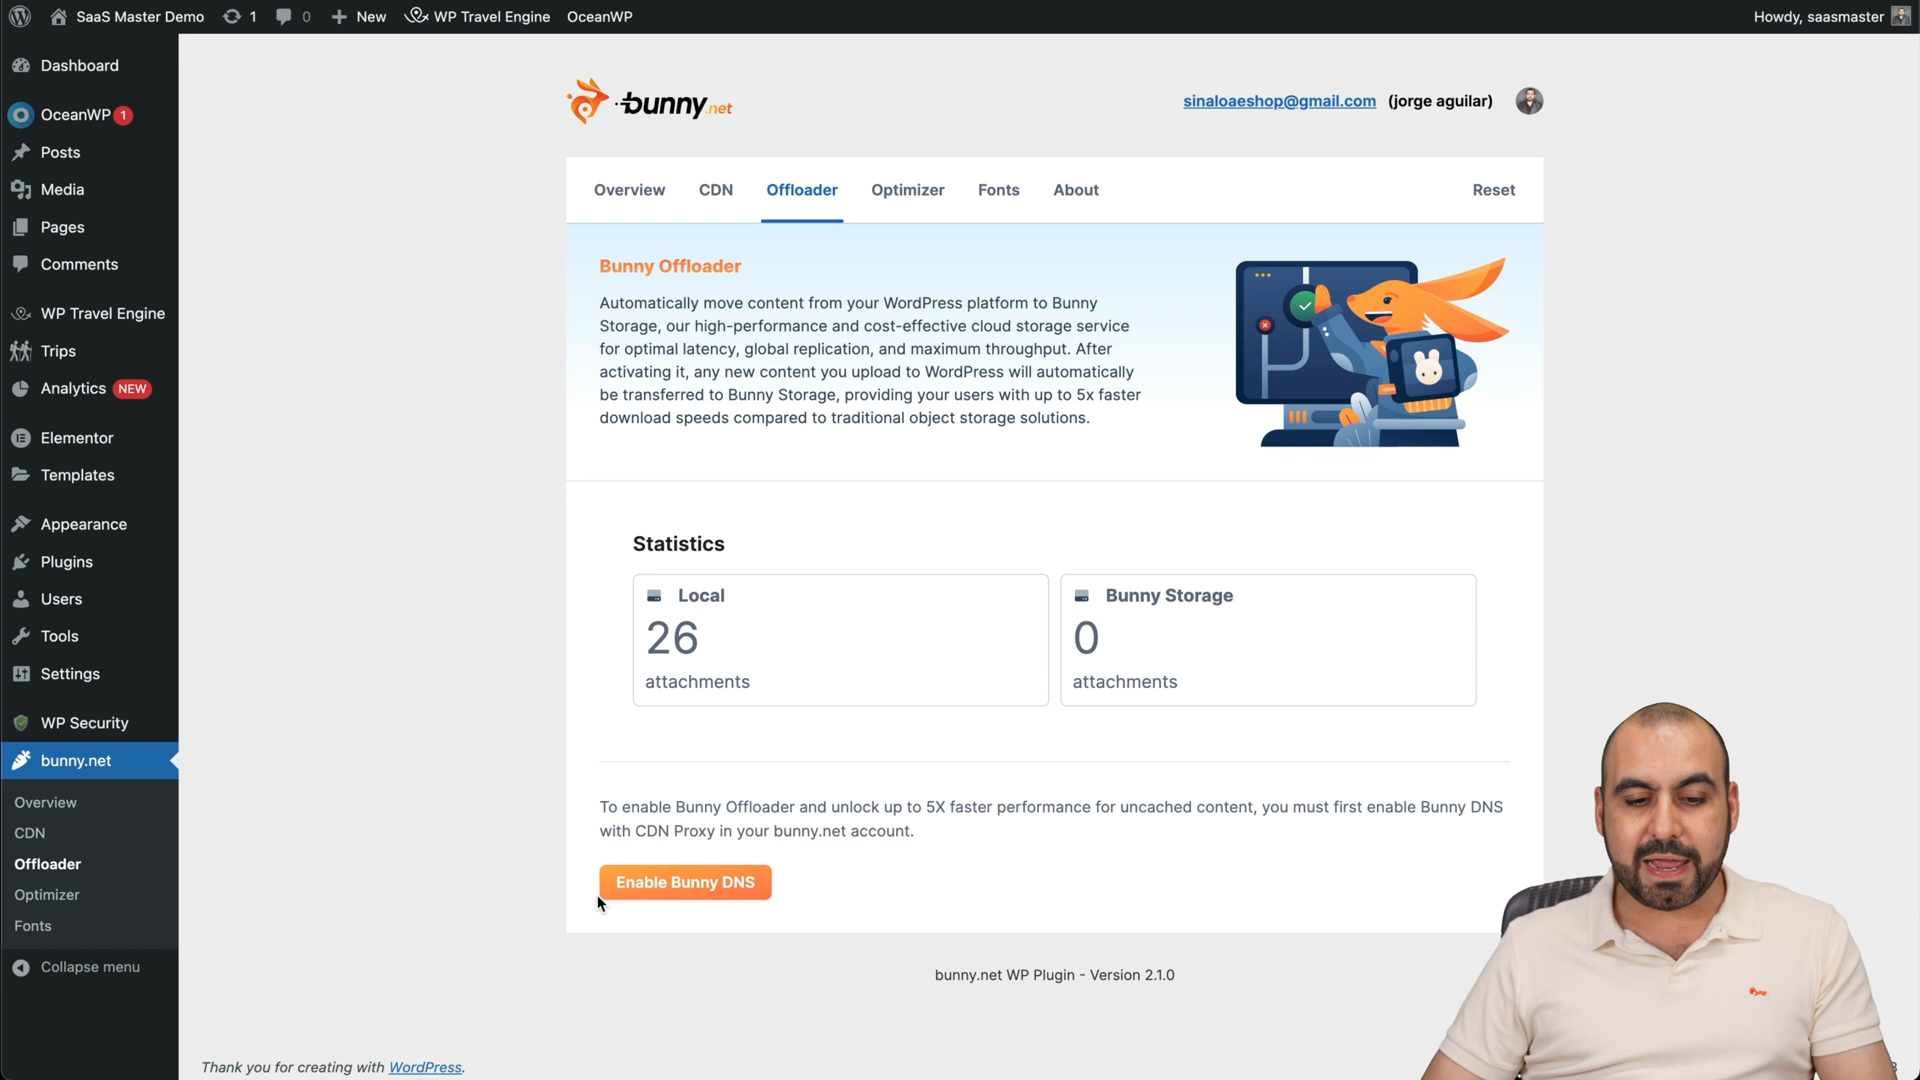 SaaS Master Demo 1 0 New WP Travel Engine OceanWP Howdy, saasmaster
Dashboard
OceanWP 1
Posts
Media
Pages
Comments
WP Travel Engine
Trips
Analytics NEW
Elementor
Templates
Appearance
Plugins
Users
Tools
Settings
WP Security
bunny.net
Overview
CDN
Offloader
Optimizer
Fonts
Collapse menu
bunny.net
sinaloaeshop@gmail.com (jorge aguilar)
Overview CDN Offloader Optimizer Fonts About Reset
Bunny Offloader
Automatically move content from your WordPress platform to Bunny
Storage, our high-performance and cost-effective cloud storage service
for optimal latency, global replication, and maximum throughput. After
activating it, any new content you upload to WordPress will automatically
be transferred to Bunny Storage, providing your users with up to 5x faster
download speeds compared to traditional object storage solutions.
Statistics
Local
26
attachments
Bunny Storage
0
attachments
To enable Bunny Offloader and unlock up to 5X faster performance for uncached content, you must first enable Bunny DNS
with CDN Proxy in your bunny.net account.
Enable Bunny DNS
bunny.net WP Plugin - Version 2.1.0
Thank you for creating with WordPress.